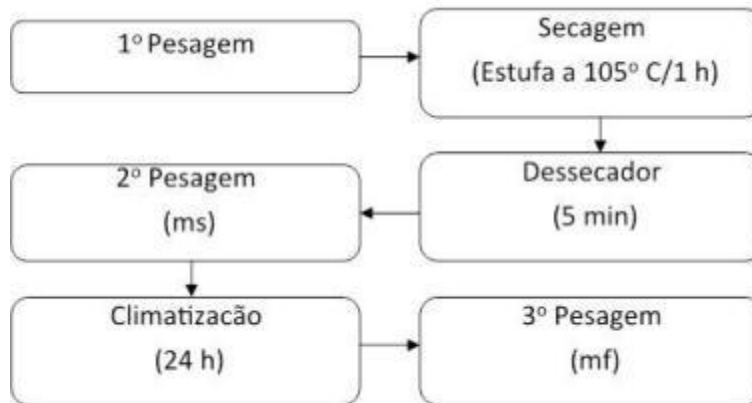 1º Pesagem
Secagem
(Estufa a 105º C/1 h)
Dessecador
(5 min)
2º Pesagem
(ms)
Climatizacão
(24 h)
3º Pesagem
(mf)